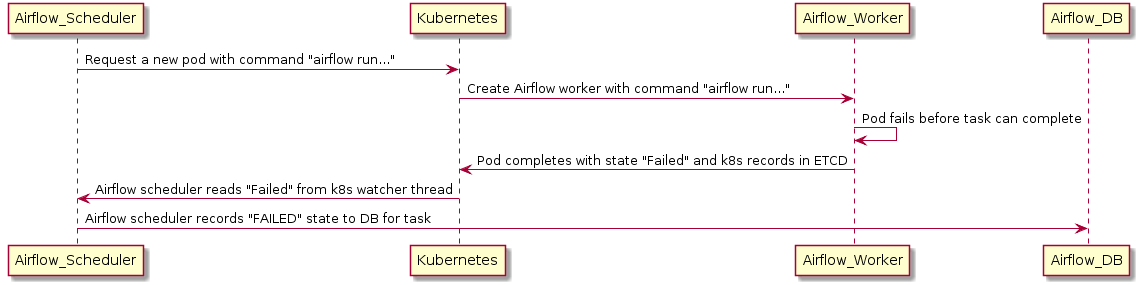 Airflow_Scheduler
Kubernetes
Airflow_Worker
Airflow_DB
Request a new pod with command "airflow run..."
Create Airflow worker with command "airflow run..."
Pod fails before task can complete
Pod completes with state "Failed" and k8s records in ETCD
Airflow scheduler reads "Failed" from k8s watcher thread
Airflow scheduler records "FAILED" state to DB for task
Airflow_Scheduler
Kubernetes
Airflow_Worker
Airflow_DB